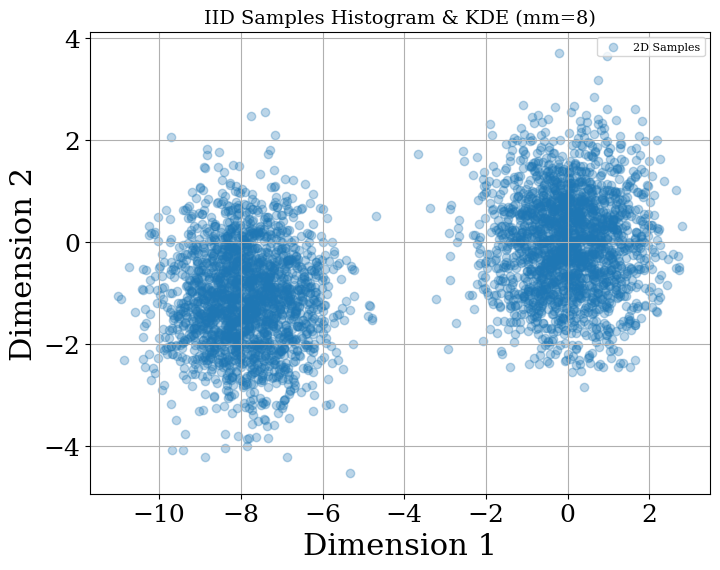 IID Samples Histogram & KDE (mm=8)
2D Samples
Dimension 2
4
2
0
−2
−4
−10 −8 −6 −4 −2 0 2
Dimension 1